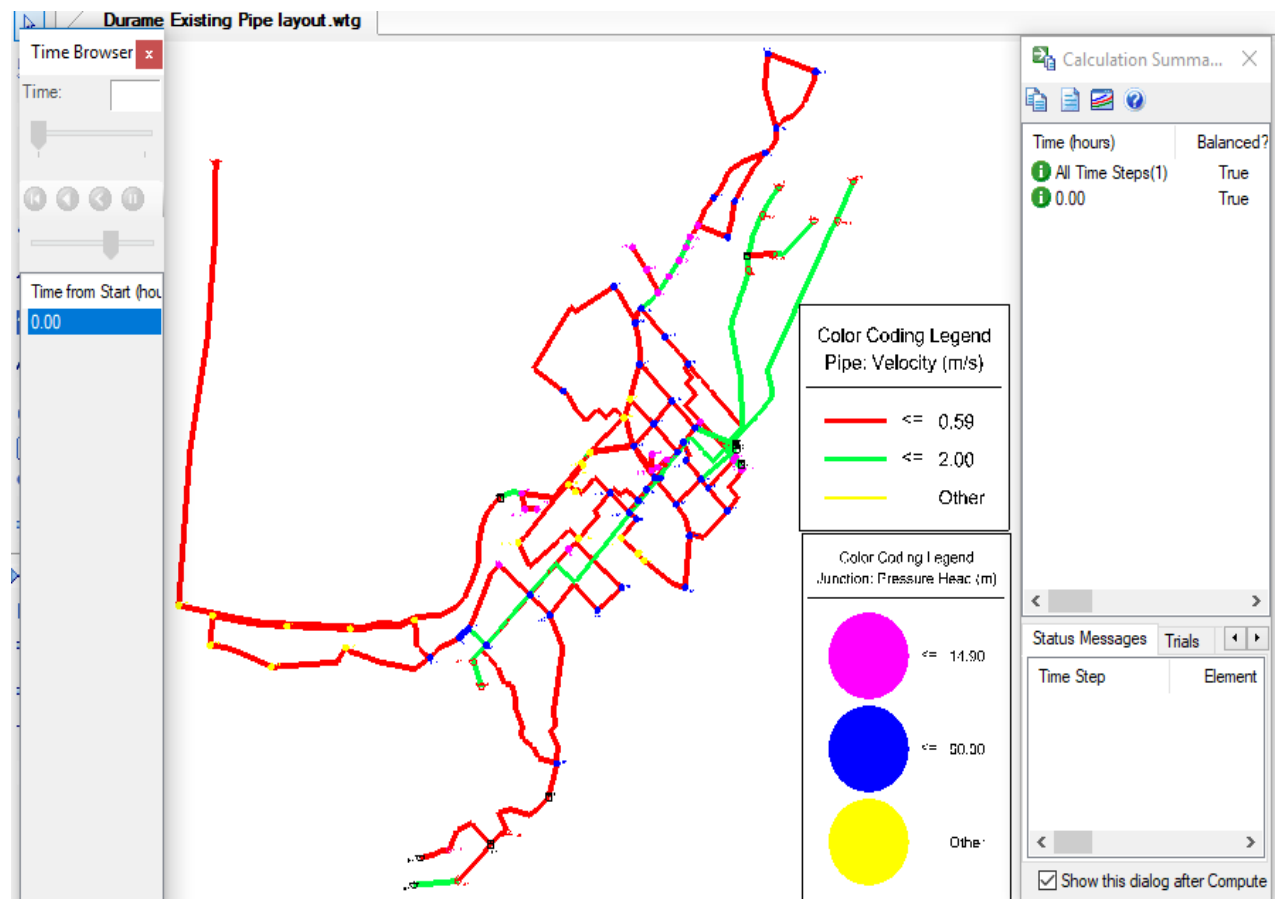 Durame Existing Pipe layout.wtg
Time Browser
x
Time:
Time from Start (hou
0.00
Color Coding Legend
Pipe: Velocity (m/s)
<= 0.59
<= 2.00
Other
Color Coding Legend
Junction: Pressure Head (m)
<= 14.90
Other
Calculation Summa...
Time (hours) Balanced?
All Time Steps(1) True
0.00 True
Status Messages Trials
Time Step Element
Show this dialog after Compute